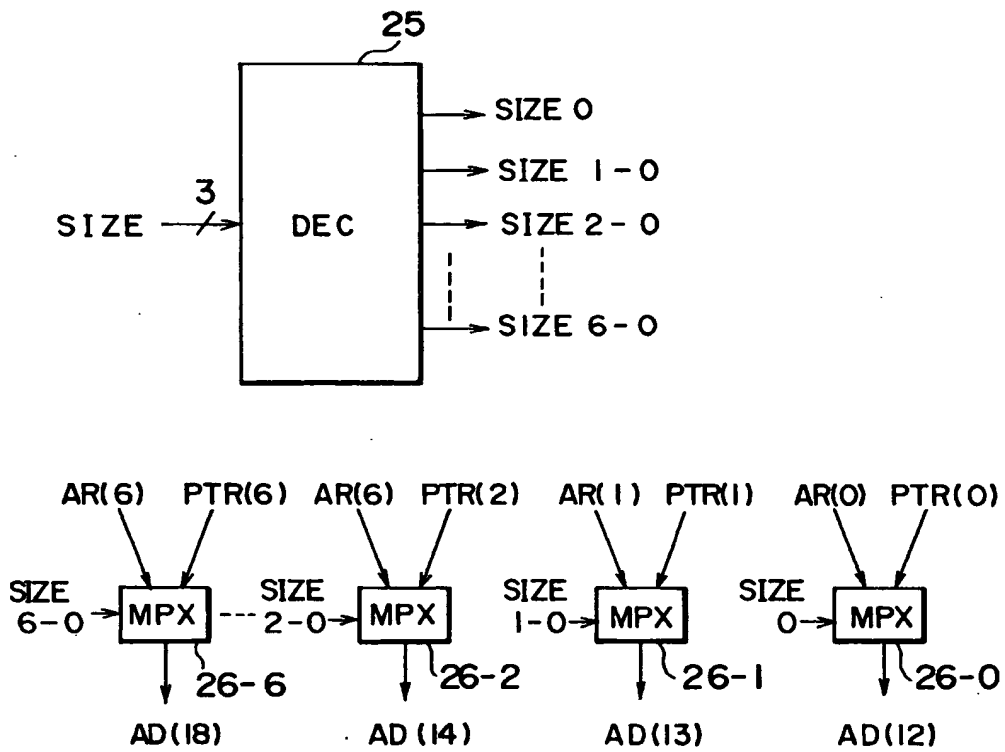 25
SIZE 0
SIZE 1-0
SIZE 3 DEC SIZE 2-0
SIZE 6-0
AR(6) PTR(6) AR(6) PTR(2) AR(1) PTR(1) AR(0) PTR(0)
SIZE 6-0 MPX SIZE 2-0 MPX SIZE 1-0 MPX SIZE 0 MPX
26-6 26-2 26-1 26-0
AD(18) AD(14) AD(13) AD(12)